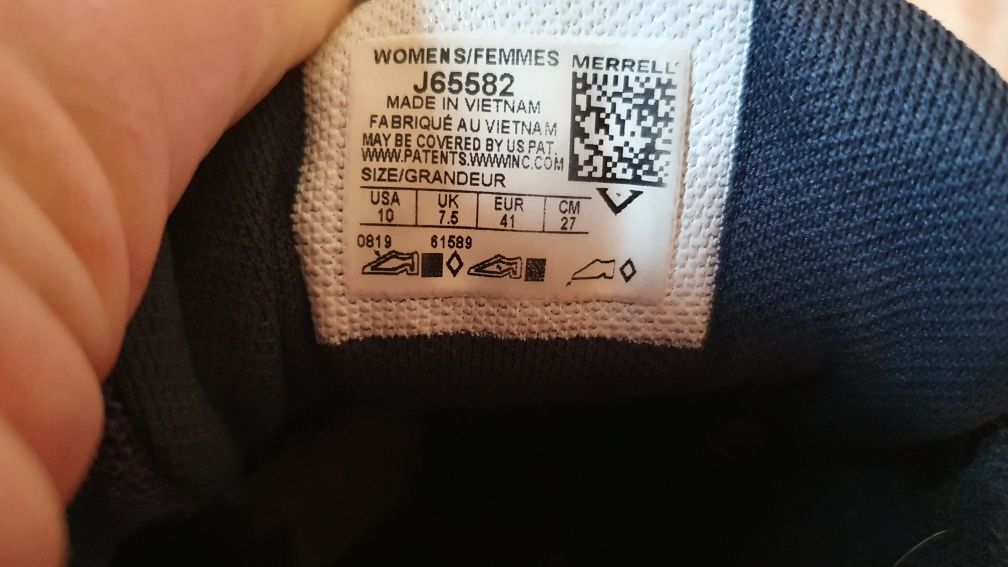 WOMENS/FEMMES
MERRELL
J65582
MADE IN VIETNAM
FABRIQUÉ AU VIETNAM
MAY BE COVERED BY US PAT.
WWW.PATENTS.WWWINC.COM
SIZE/GRANDEUR
USA UK EUR CM
10 7.5 41 27
0819 61589